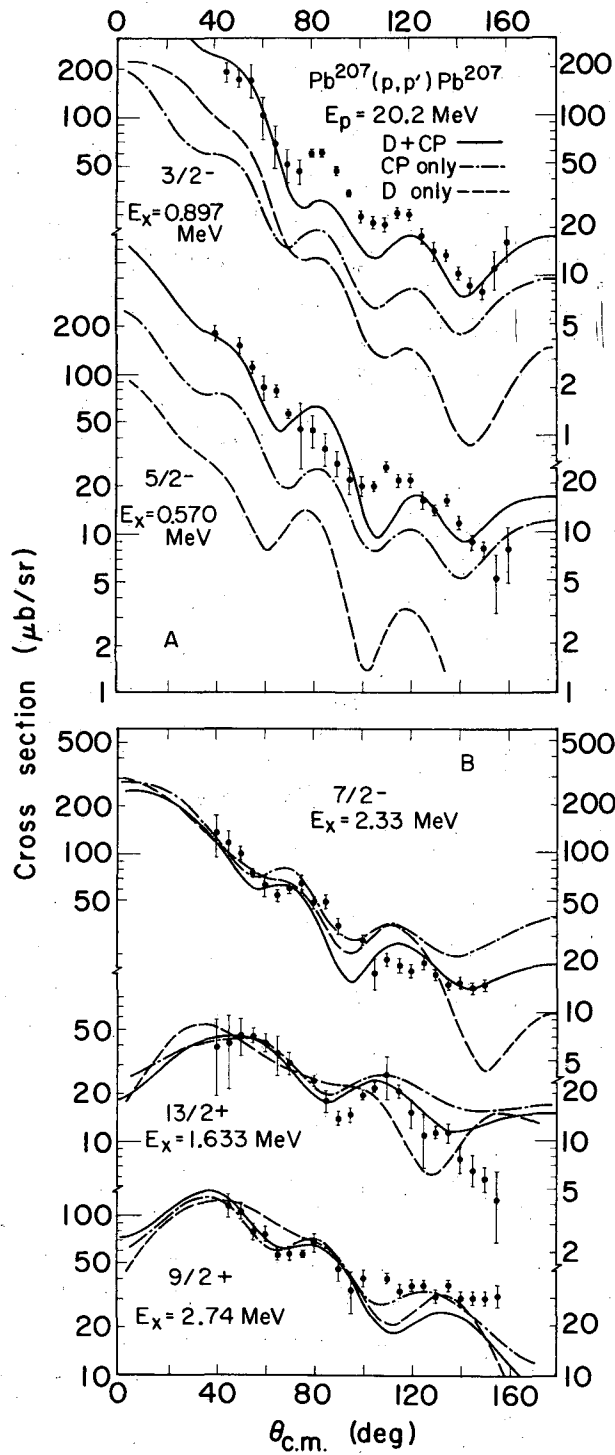 0 40 80 120 160
Pb²⁰⁷(p,p′)Pb²⁰⁷
Eₚ = 20.2 MeV
D + CP
CP only
D only
200
100
50
3/2-
Eₓ=0.897
MeV
200
100
50
20
10
5
2
1
5/2-
Eₓ=0.570
MeV
A
200
100
50
20
10
5
2
1
20
10
5
2
1
Cross section (μb/sr)
B
500
200
100
50
7/2-
Eₓ=2.33 MeV
50
20
10
13/2+
Eₓ=1.633 MeV
100
50
20
10
9/2+
Eₓ=2.74 MeV
500
200
100
50
20
10
5
20
10
5
2
20
10
0 40 80 120 160
θc.m. (deg)